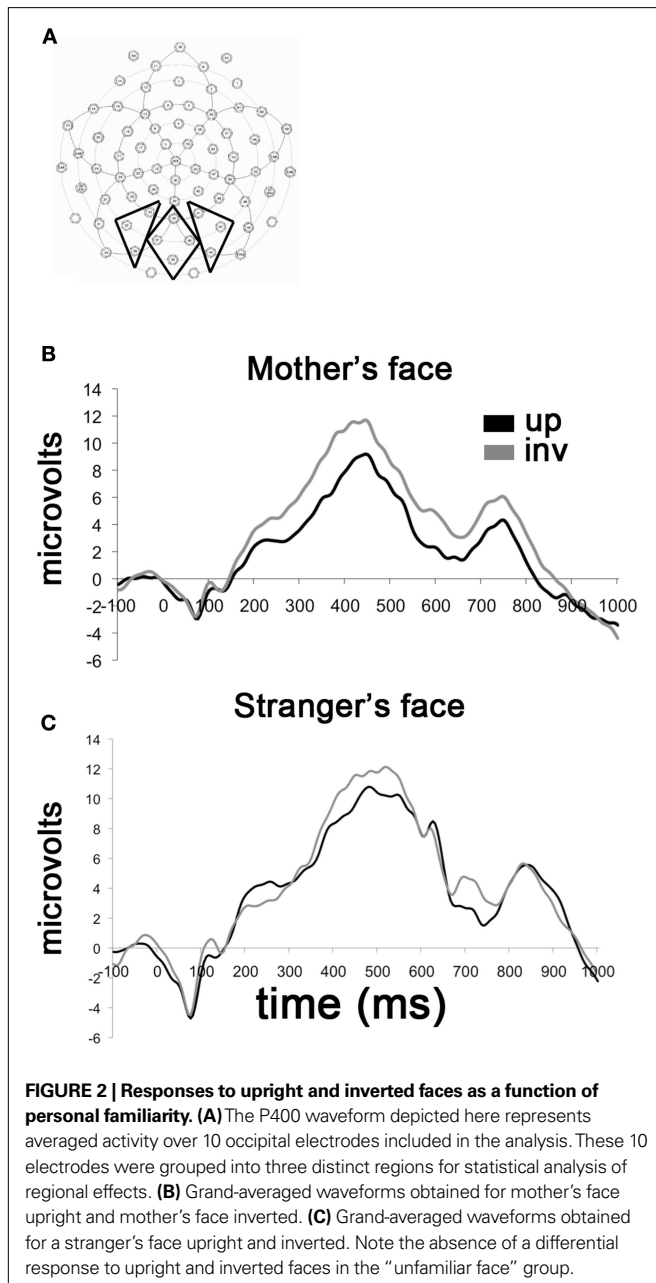 A
B
Mother's face
14
12
10
8
6
4
2
0
-2
-4
-6
microvolts
up
inv
-100 0 100 200 300 400 500 600 700 800 900 1000
C
Stranger's face
14
12
10
8
6
4
2
0
-2
-4
-6
microvolts
-100 0 100 200 300 400 500 600 700 800 900 1000
time (ms)
FIGURE 2 | Responses to upright and inverted faces as a function of
personal familiarity. (A) The P400 waveform depicted here represents
averaged activity over 10 occipital electrodes included in the analysis. These 10
electrodes were grouped into three distinct regions for statistical analysis of
regional effects. (B) Grand-averaged waveforms obtained for mother's face
upright and mother's face inverted. (C) Grand-averaged waveforms obtained
for a stranger's face upright and inverted. Note the absence of a differential
response to upright and inverted faces in the “unfamiliar face” group.